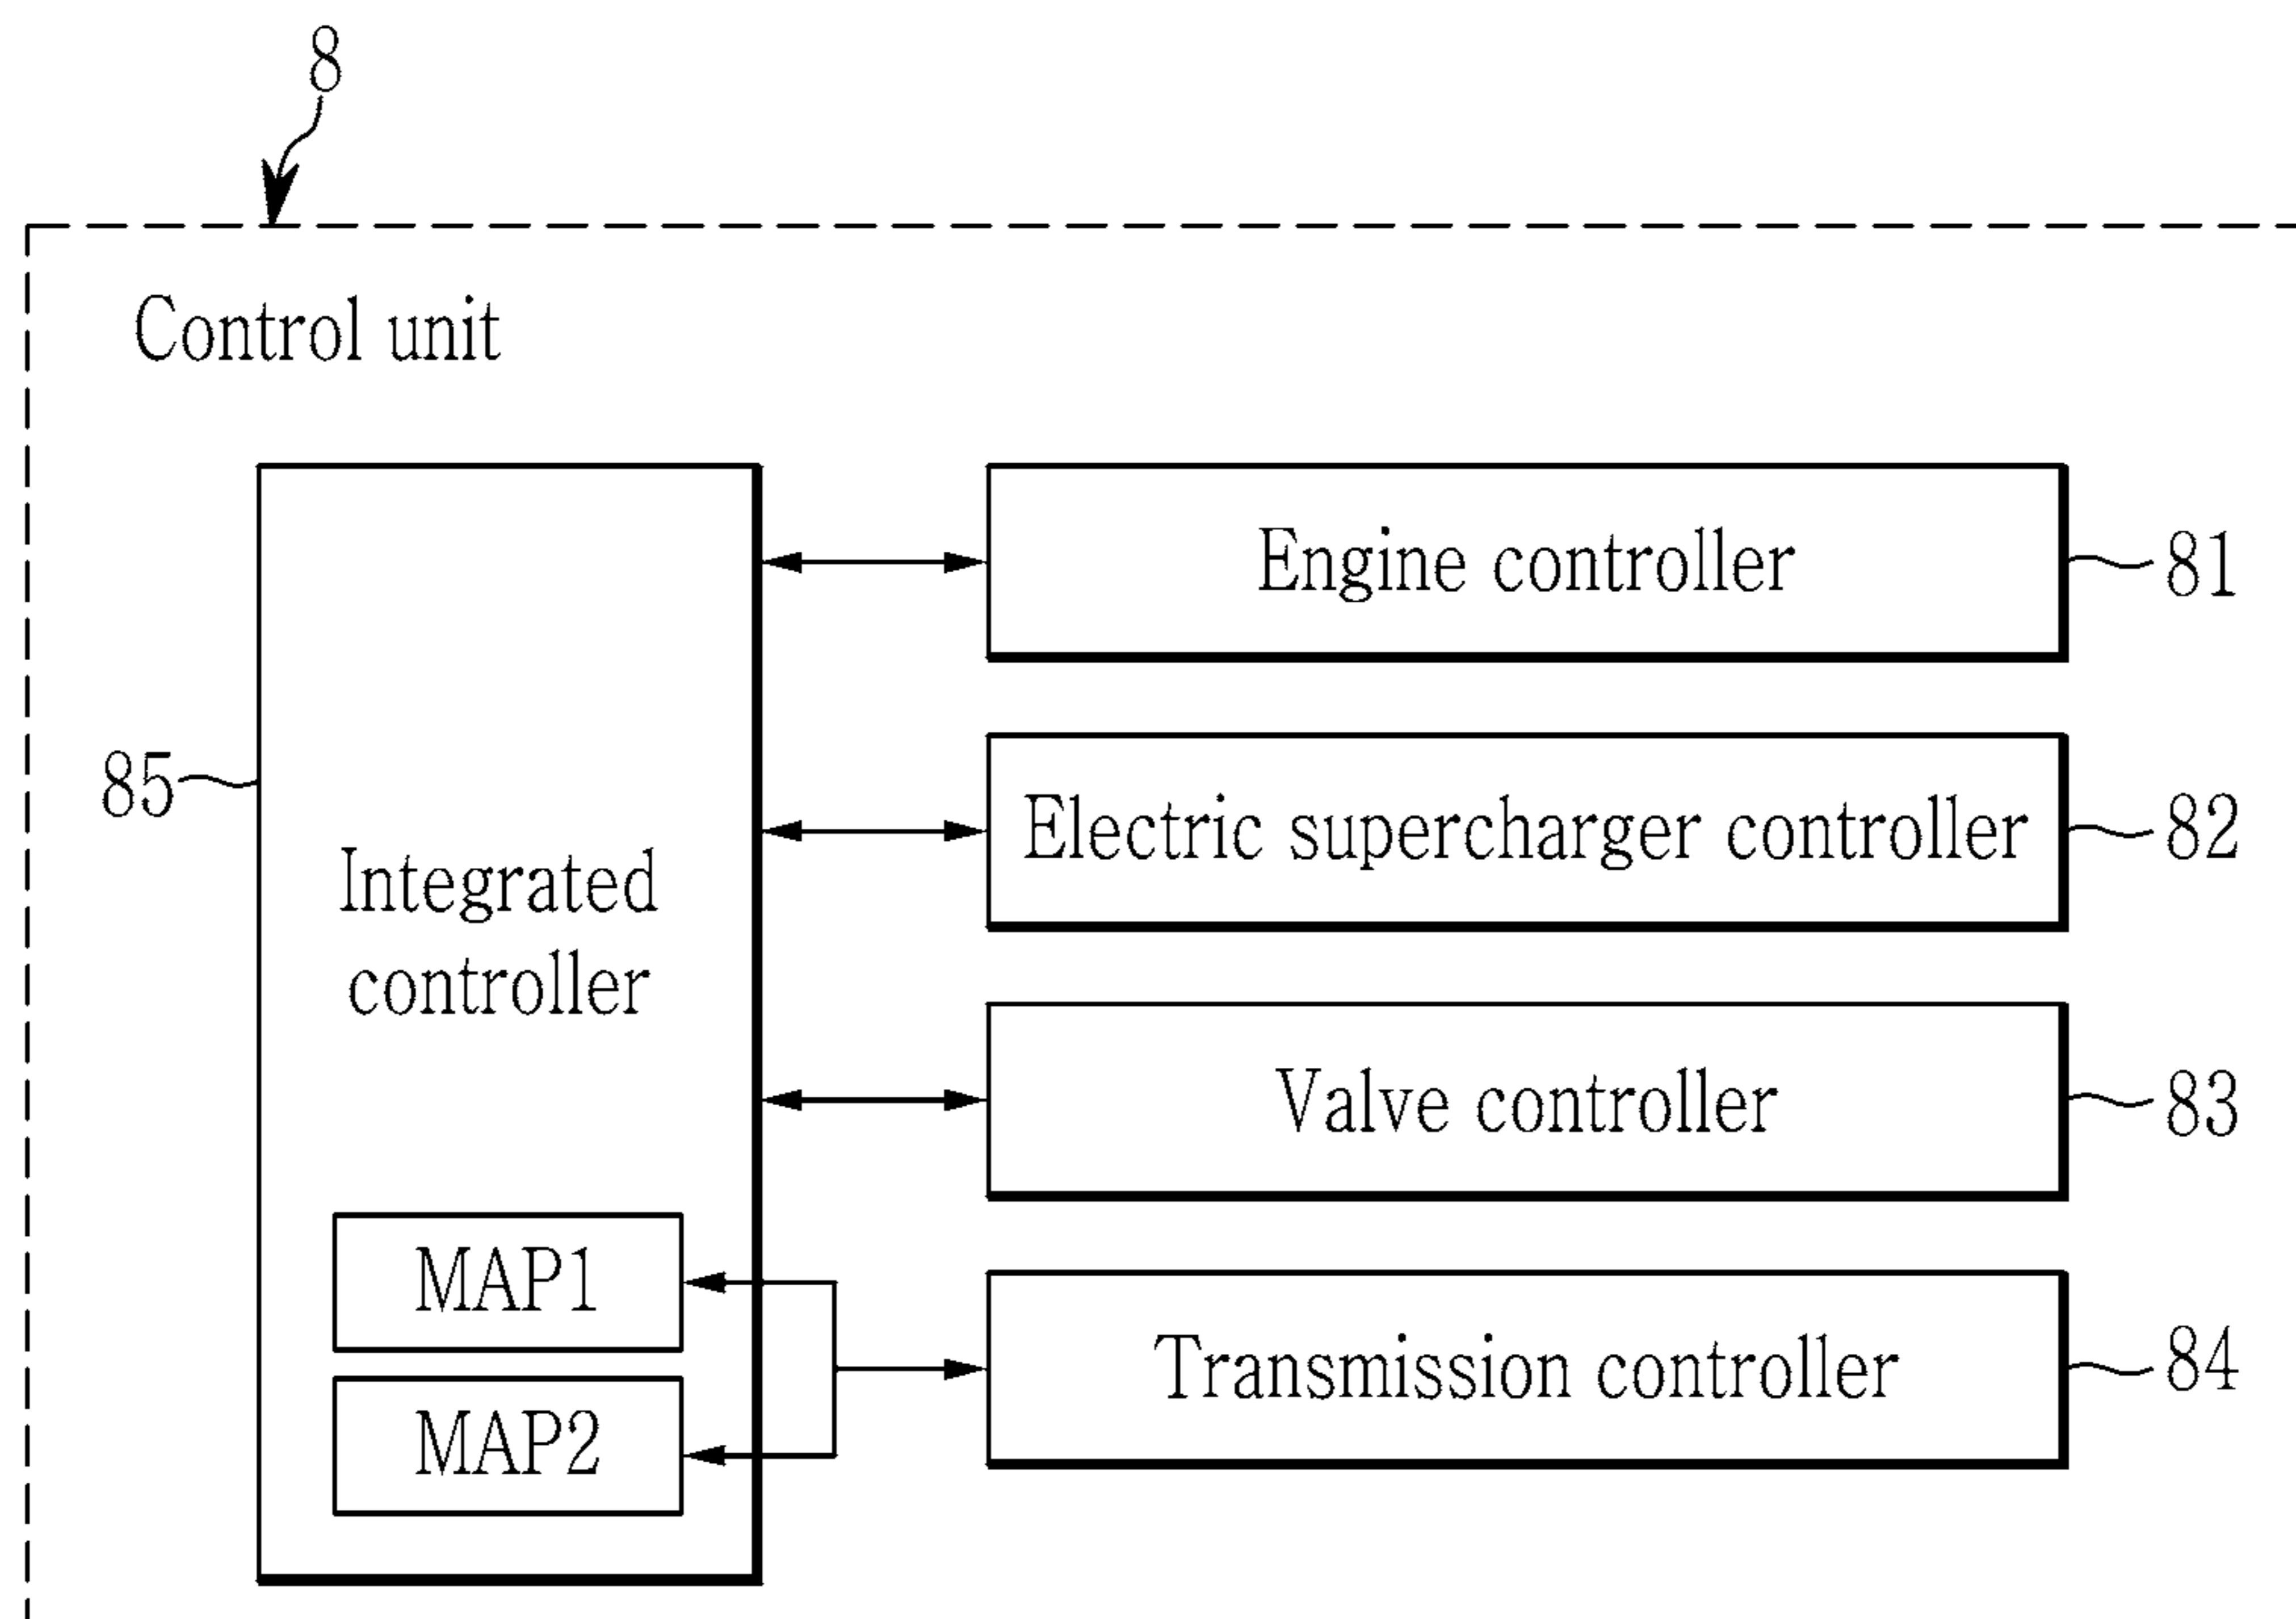 8
Control unit
Engine controller
81
85
Electric supercharger controller
82
Integrated
controller
Valve controller
83
MAP1
MAP2
Transmission controller
84